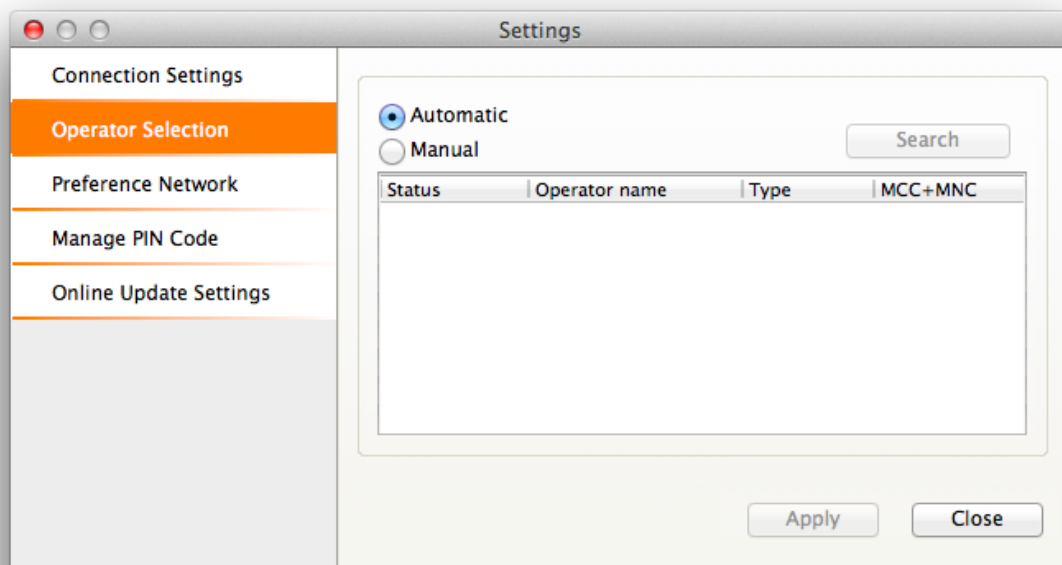 Settings
Connection Settings
Operator Selection
Preference Network
Manage PIN Code
Online Update Settings
Automatic
Manual
Search
Status Operator name Type MCC+MNC
Apply Close